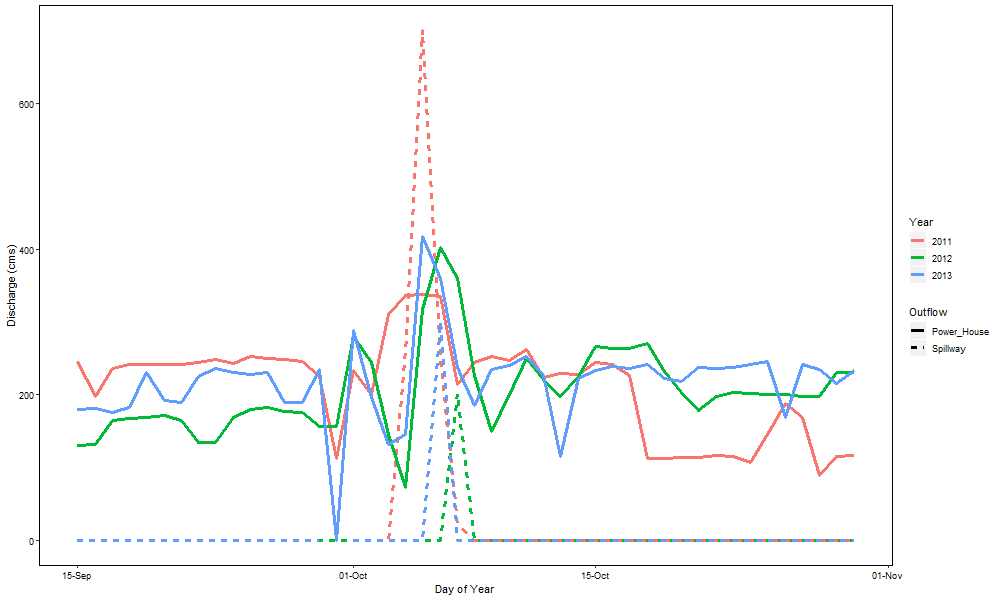 600
400
200
0
Discharge (cms)
15-Sep
01-Oct
15-Oct
01-Nov
Day of Year
Year
2011
2012
2013
Outflow
Power_House
Spillway